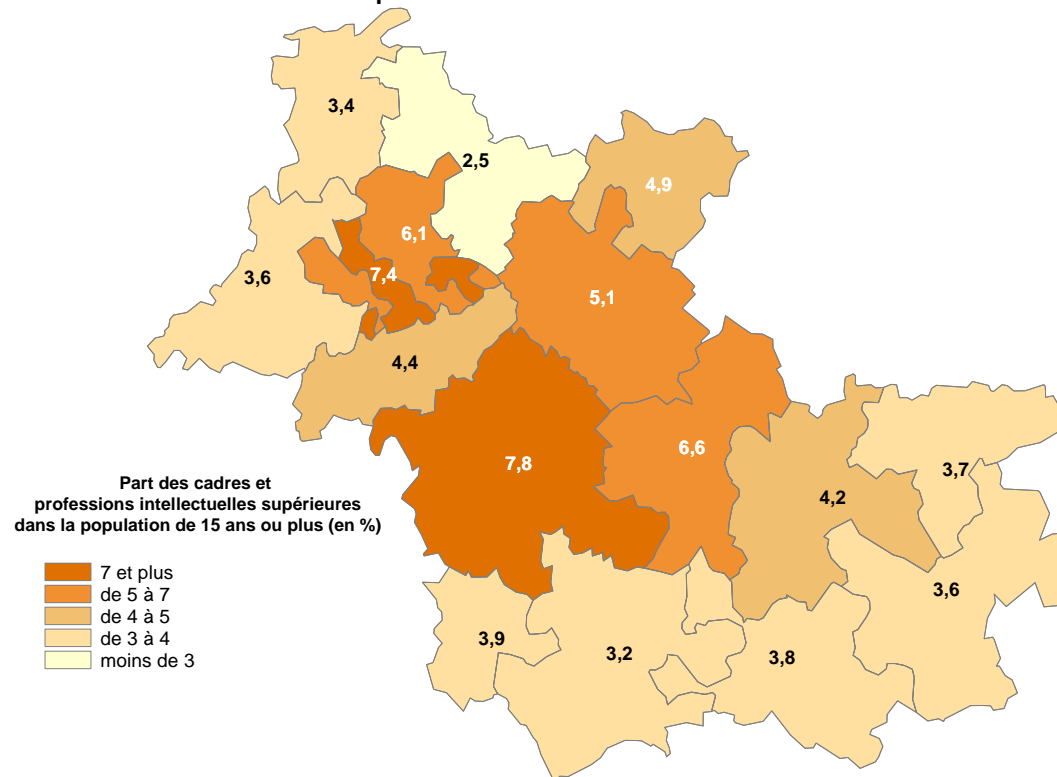 3,4
2,5
4,9
6,1
7,4
3,6
5,1
4,4
6,6
7,8
3,7
4,2
3,6
3,9
3,2
3,8
Part des cadres et
professions intellectuelles supérieures
dans la population de 15 ans ou plus (en %)
7 et plus
de 5 à 7
de 4 à 5
de 3 à 4
moins de 3